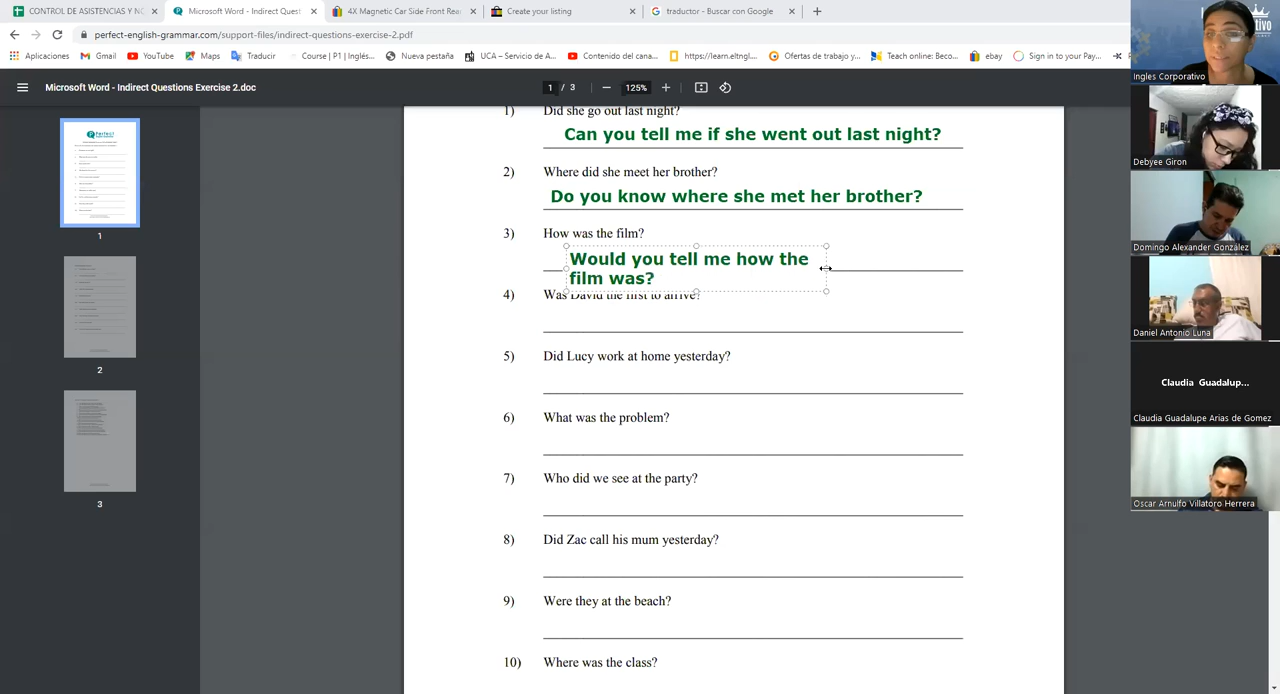 CONTROL DE ASISTENCIAS Y NO
Microsoft Word - Indirect Quest
4X Magnetic Car Side Front Rea
Create your listing
traductor - Buscar con Google
perfect-english-grammar.com/support-files/indirect-questions-exercise-2.pdf
Aplicaciones
Gmail
YouTube
Maps
Traducir
Course | P1 | Inglés...
Nueva pestaña
UCA – Servicio de A...
Contenido del cana...
https://learn.eltngl...
Ofertas de trabajo y...
Teach online: Beco...
ebay
Sign in to your Pay...
Microsoft Word - Indirect Questions Exercise 2.doc
1 / 3
125%
1) Did she go out last night?
Can you tell me if she went out last night?
2) Where did she meet her brother?
Do you know where she met her brother?
3) How was the film?
Would you tell me how the
film was?
4) Was David the first to arrive?
5) Did Lucy work at home yesterday?
6) What was the problem?
7) Who did we see at the party?
8) Did Zac call his mum yesterday?
9) Were they at the beach?
10) Where was the class?
1
2
3
Ingles Corporativo
Debyee Giron
Domingo Alexander González
Daniel Antonio Luna
Claudia Guadalup...
Claudia Guadalupe Arias de Gomez
Oscar Arnulfo Villatoro Herrera